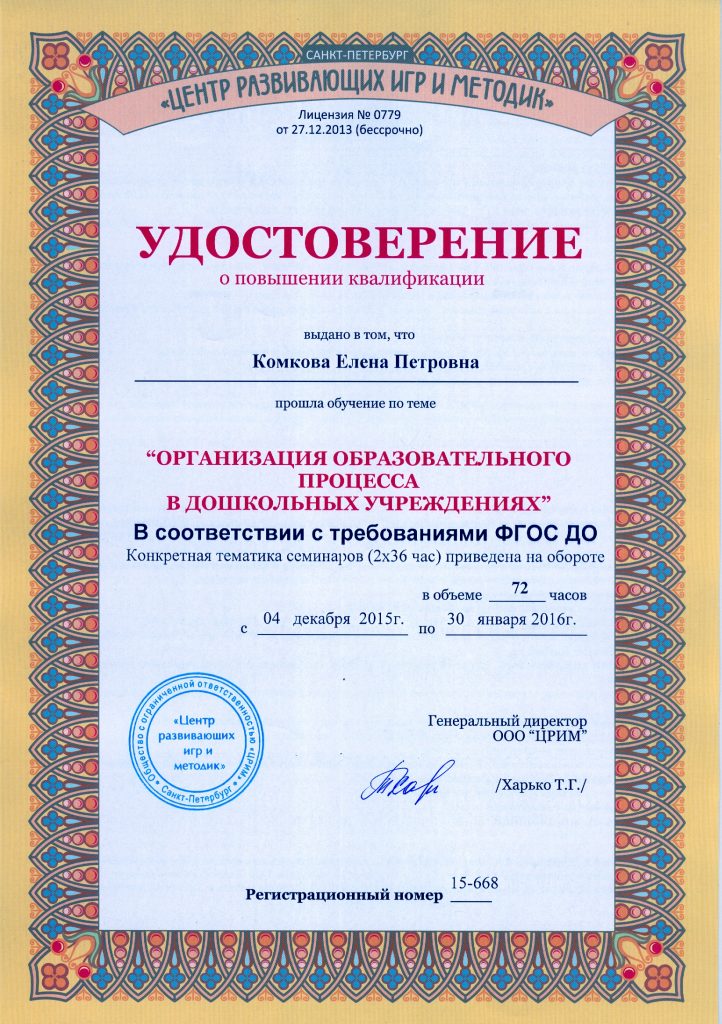 САНКТ-ПЕТЕРБУРГ
«ЦЕНТР РАЗВИВАЮЩИХ ИГР И МЕТОДИК»
Лицензия № 0779
от 27.12.2013 (бессрочно)
УДОСТОВЕРЕНИЕ
о повышении квалификации
выдано в том, что
Комкова Елена Петровна
прошла обучение по теме
“ОРГАНИЗАЦИЯ ОБРАЗОВАТЕЛЬНОГО
ПРОЦЕССА
В ДОШКОЛЬНЫХ УЧРЕЖДЕНИЯХ”
В соответствии с требованиями ФГОС ДО
Конкретная тематика семинаров (2х36 час) приведена на обороте
в объеме 72 часов
с 04 декабря 2015г. по 30 января 2016г.
Общество с ограниченной ответственностью «ЦРИМ»
«Центр
развивающих
игр и
методик»
Санкт-Петербург
Генеральный директор
ООО “ЦРИМ”
/Харько Т.Г./
Регистрационный номер 15-668